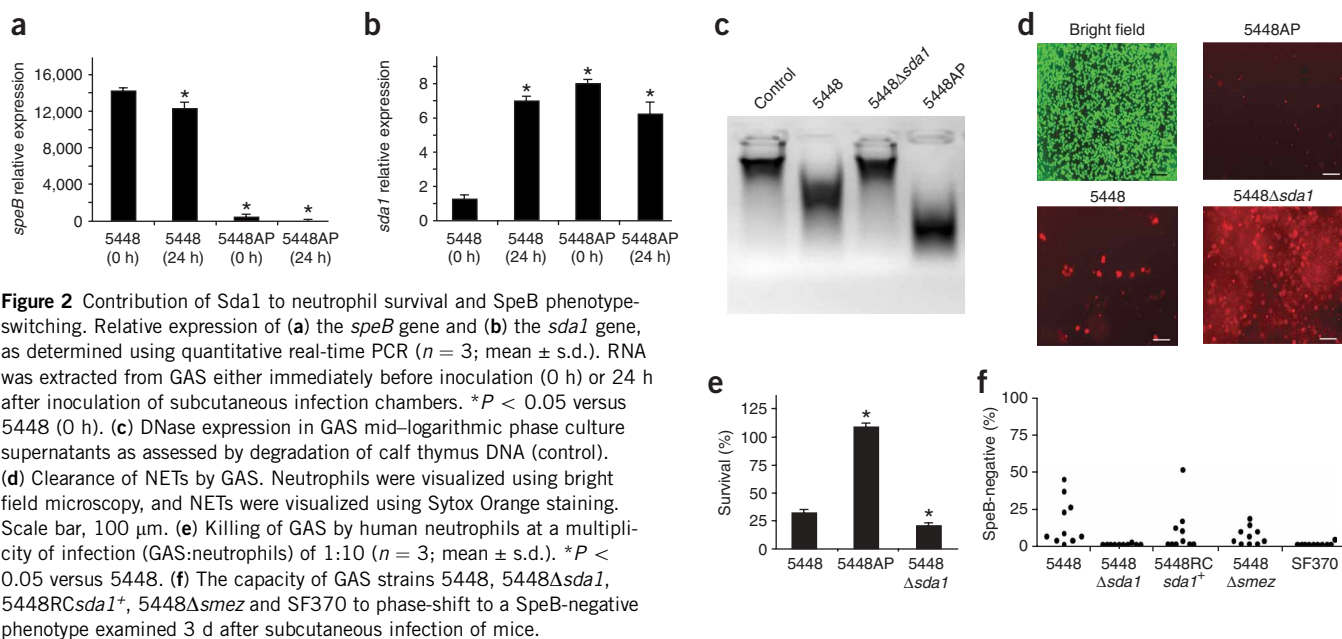 a
speB relative expression
16,000
12,000
8,000
4,000
0
*
*
*
5448 (0 h)
5448 (24 h)
5448AP (0 h)
5448AP (24 h)
b
sda1 relative expression
8
6
4
2
0
*
*
*
5448 (0 h)
5448 (24 h)
5448AP (0 h)
5448AP (24 h)
c
Control
5448
5448Δsda1
5448AP
d
Bright field
5448AP
5448
5448Δsda1
Figure 2 Contribution of Sda1 to neutrophil survival and SpeB phenotype-
switching. Relative expression of (a) the speB gene and (b) the sda1 gene,
as determined using quantitative real-time PCR (n = 3; mean ± s.d.). RNA
was extracted from GAS either immediately before inoculation (0 h) or 24 h
after inoculation of subcutaneous infection chambers. *P < 0.05 versus
5448 (0 h). (c) DNase expression in GAS mid–logarithmic phase culture
supernatants as assessed by degradation of calf thymus DNA (control).
(d) Clearance of NETs by GAS. Neutrophils were visualized using bright
field microscopy, and NETs were visualized using Sytox Orange staining.
Scale bar, 100 μm. (e) Killing of GAS by human neutrophils at a multipli-
city of infection (GAS:neutrophils) of 1:10 (n = 3; mean ± s.d.). *P <
0.05 versus 5448. (f) The capacity of GAS strains 5448, 5448Δsda1,
5448RCsda1+, 5448Δsmez and SF370 to phase-shift to a SpeB-negative
phenotype examined 3 d after subcutaneous infection of mice.
e
Survival (%)
125
100
75
50
25
0
*
*
5448
5448AP
5448 Δsda1
f
SpeB-negative (%)
100
75
50
25
0
5448
5448 Δsda1
5448RC sda1+
5448 Δsmez
SF370